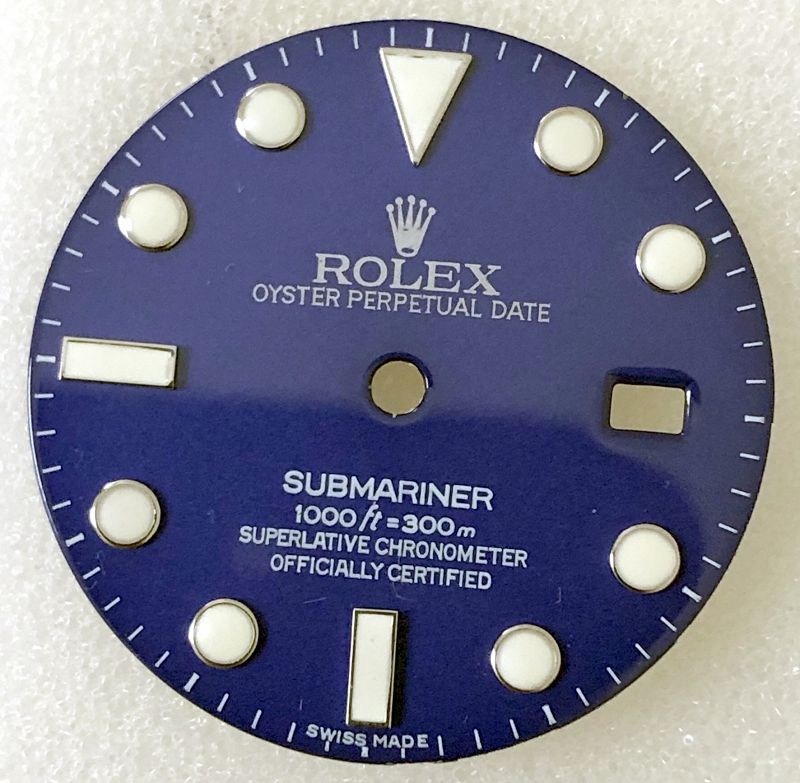 ROLEX
OYSTER PERPETUAL DATE
SUBMARINER
1000ft=300m
SUPERLATIVE CHRONOMETER
OFFICIALLY CERTIFIED
SWISS MADE